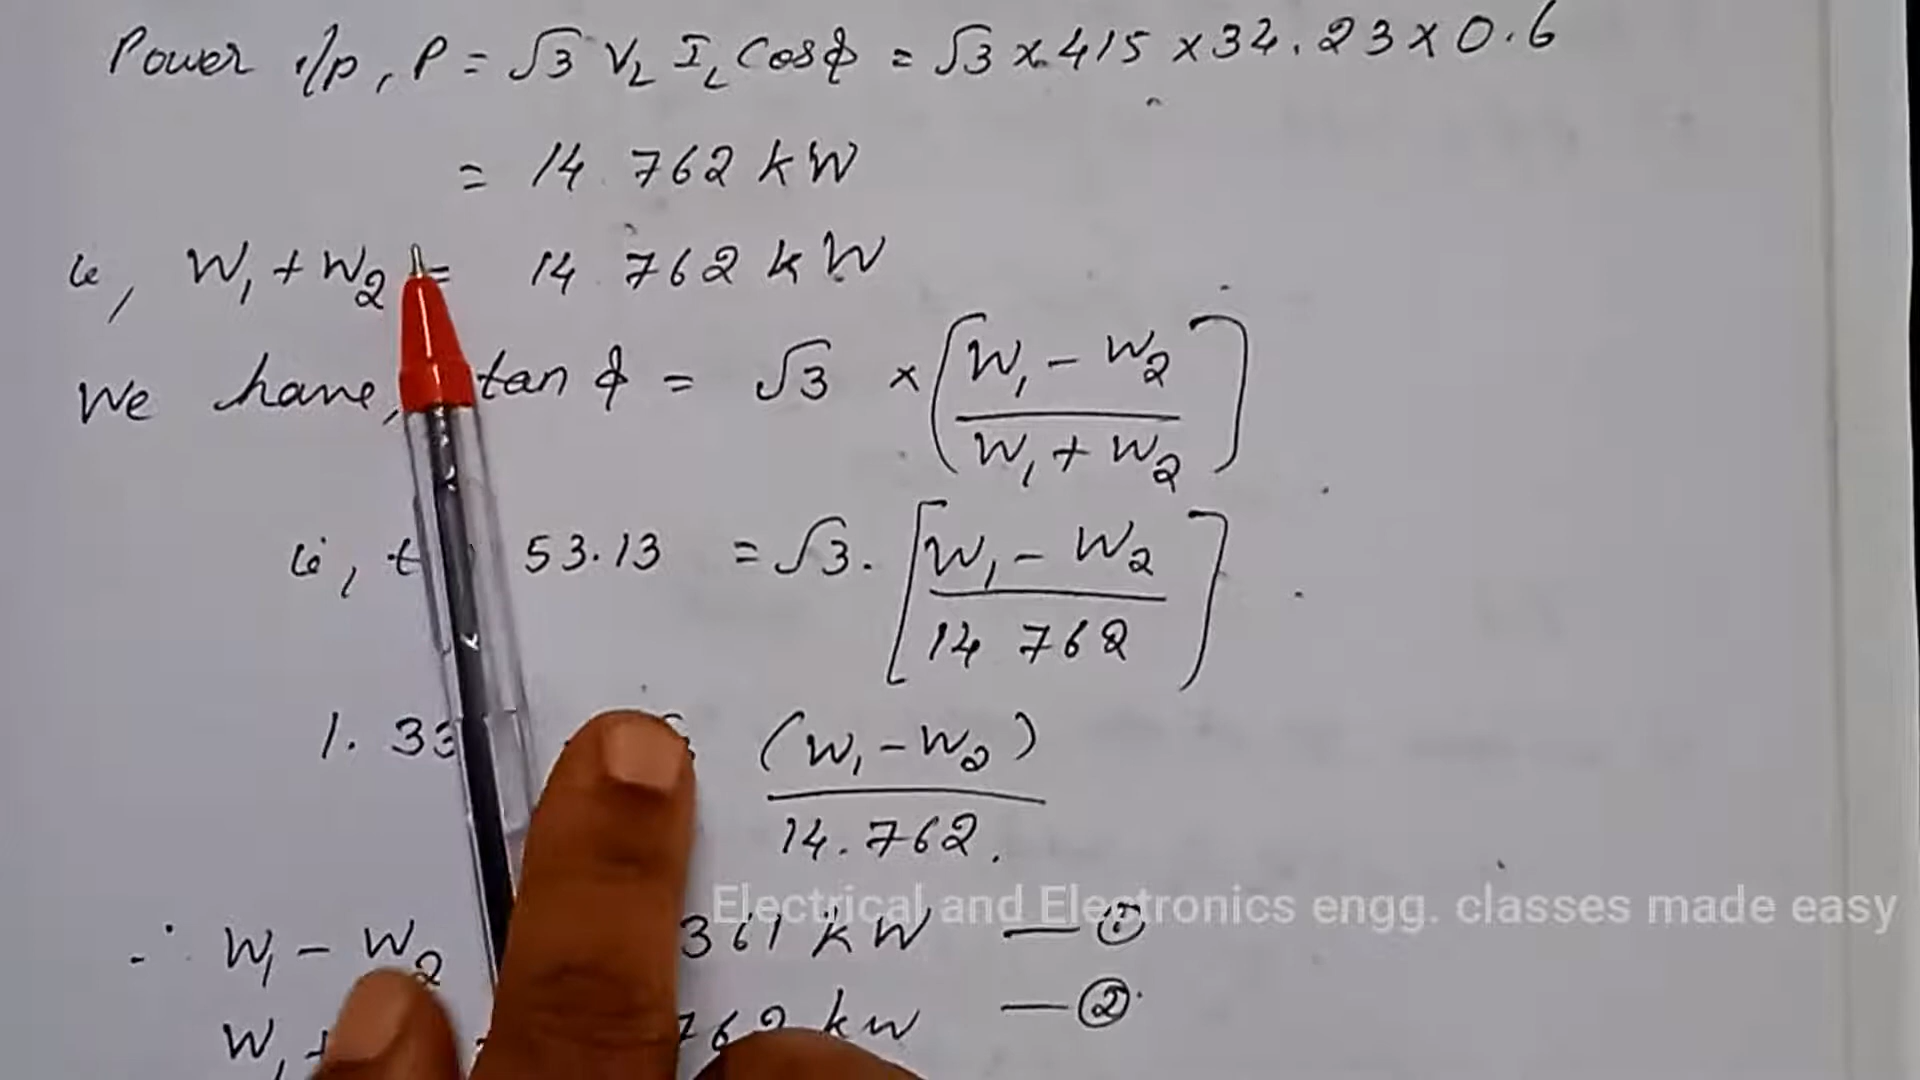 Power i/p, P = √3 V_L I_L Cosϕ = √3 × 415 × 34.23 × 0.6
= 14.762 kW
ie, W₁ + W₂ = 14.762 kW
We have, tan ϕ = √3 × [W₁ - W₂ / W₁ + W₂]
ie, 53.13 = √3 . [W₁ - W₂ / 14 762]
1.33 (W₁ - W₂) / 14.762.
Electrical and Electronics engg. classes made easy
∴ W₁ - W₂ 361 kW — ①
W₁ + 762 kW — ②